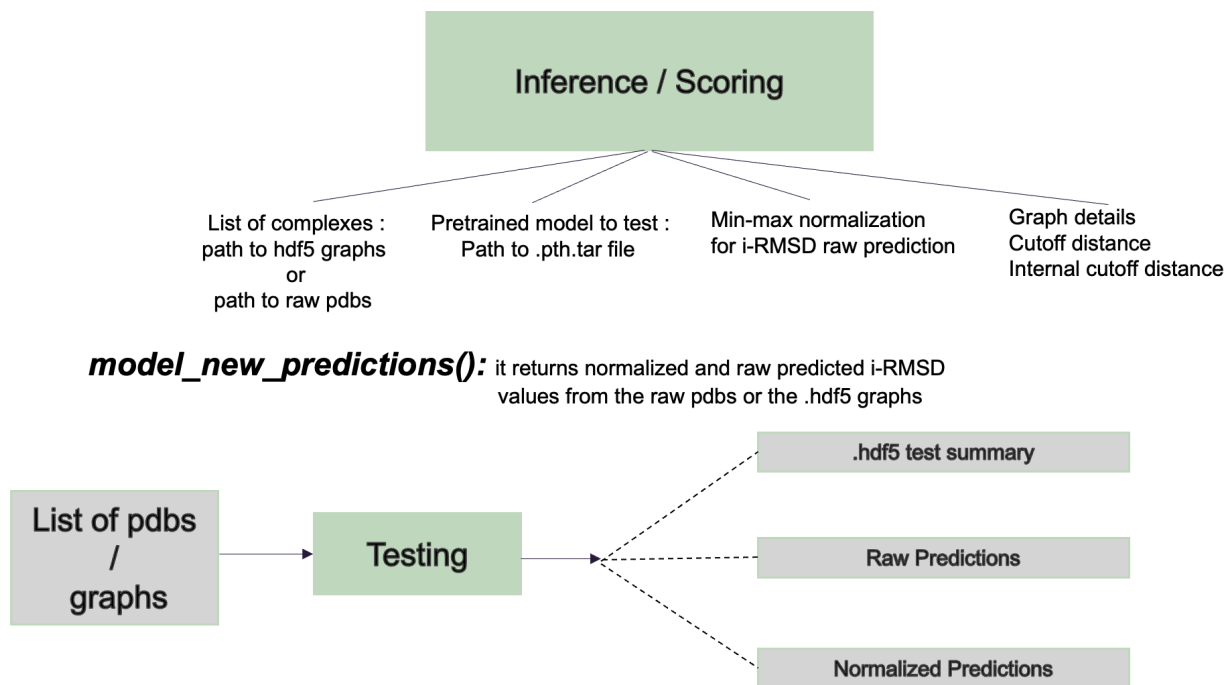 Inference / Scoring
List of complexes :
path to hdf5 graphs
or
path to raw pdbs
Pretrained model to test :
Path to .pth.tar file
Min-max normalization
for i-RMSD raw prediction
Graph details
Cutoff distance
Internal cutoff distance
model_new_predictions(): it returns normalized and raw predicted i-RMSD
values from the raw pdbs or the .hdf5 graphs
List of pdbs
/
graphs
Testing
.hdf5 test summary
Raw Predictions
Normalized Predictions